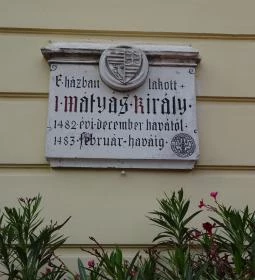 E·házban lakott
I·mátyás·király·
1482·évi·december havától·
1483·február·haváig·